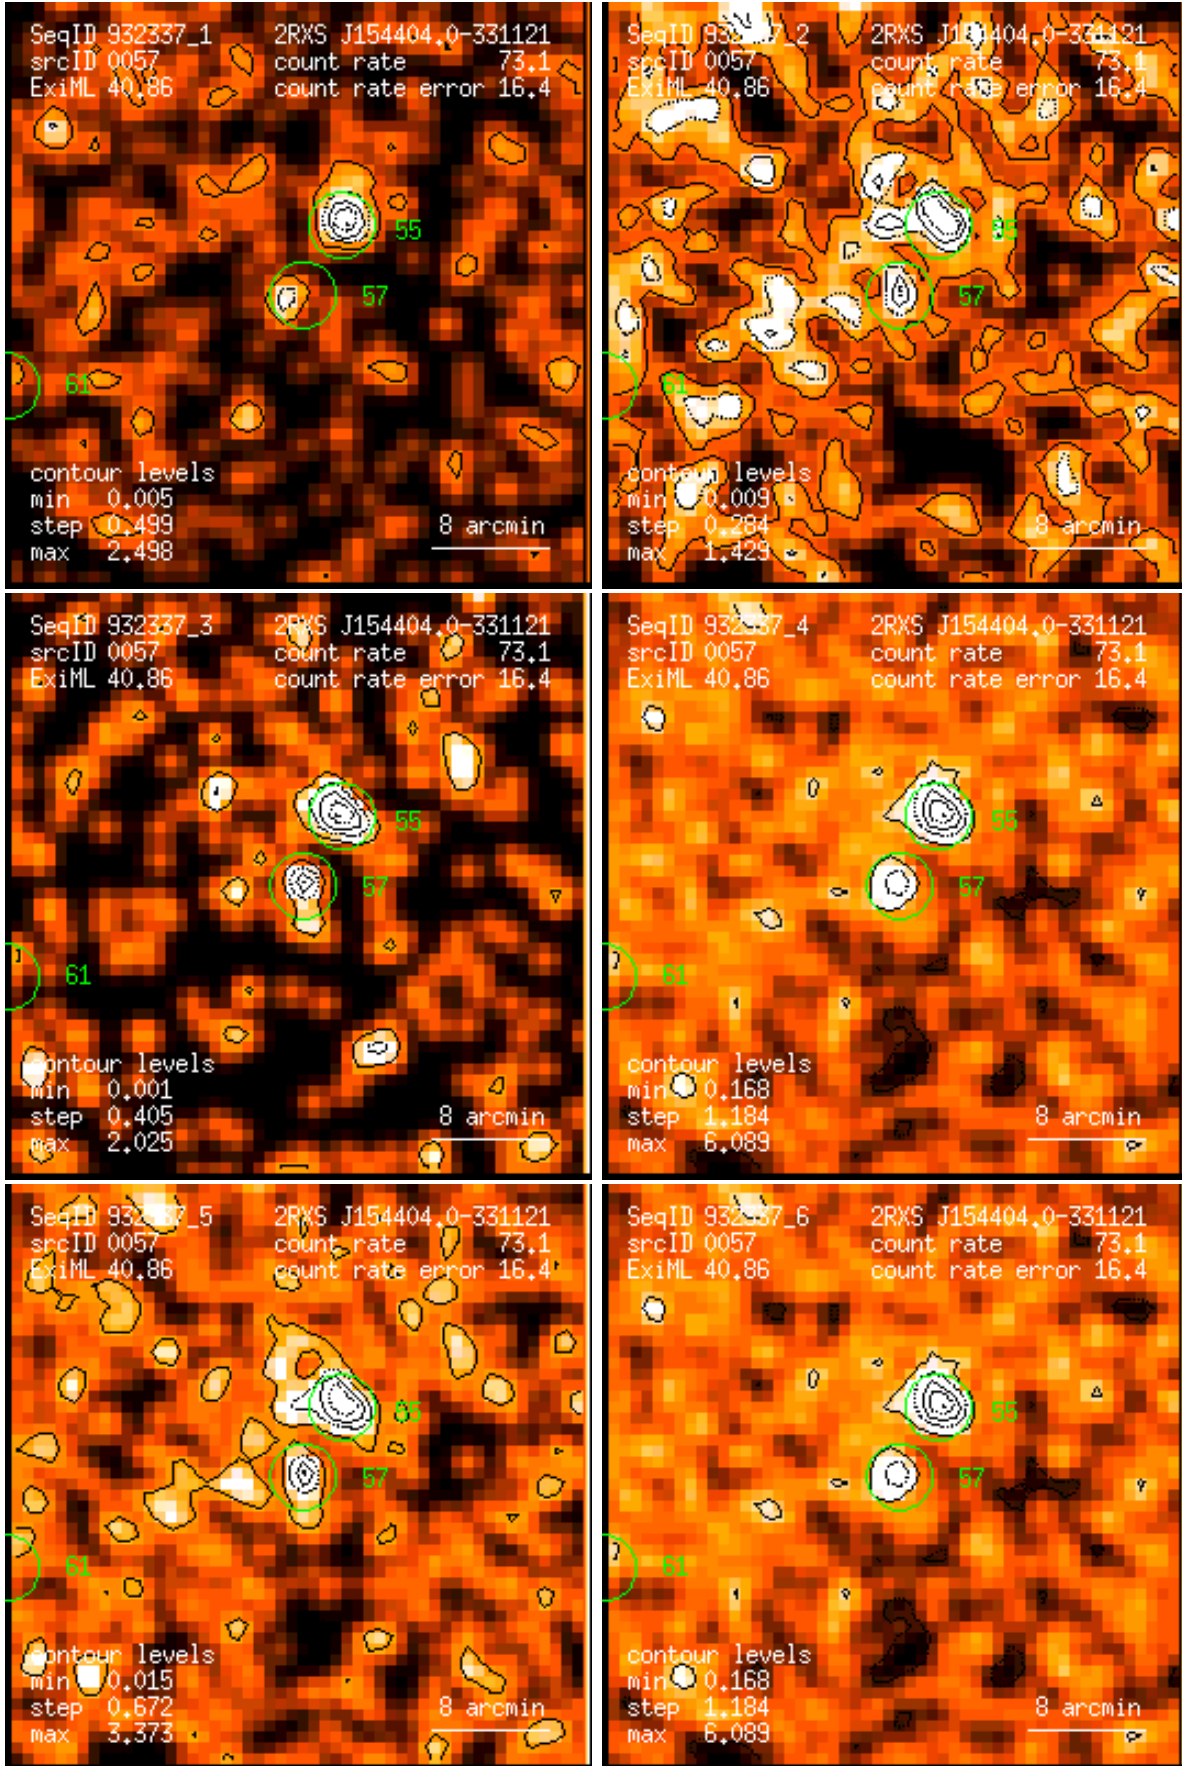 SeqID 932337_1 2RXS J154404.0-331121
srcID 0057 count rate 73.1
ExiML 40.86 count rate error 16.4
55
57
61
contour levels
min 0.005
step 0.499 8 arcmin
max 2.498
SeqID 932337_2 2RXS J154404.0-331121
srcID 0057 count rate 73.1
ExiML 40.86 count rate error 16.4
55
57
61
contour levels
min 0.009
step 0.284 8 arcmin
max 1.429
SeqID 932337_3 2RXS J154404.0-331121
srcID 0057 count rate 73.1
ExiML 40.86 count rate error 16.4
55
57
61
contour levels
min 0.001
step 0.405 8 arcmin
max 2.025
SeqID 932337_4 2RXS J154404.0-331121
srcID 0057 count rate 73.1
ExiML 40.86 count rate error 16.4
55
57
61
contour levels
min 0.168
step 1.184 8 arcmin
max 6.089
SeqID 932337_5 2RXS J154404.0-331121
srcID 0057 count rate 73.1
ExiML 40.86 count rate error 16.4
55
57
61
contour levels
min 0.015
step 0.672 8 arcmin
max 3.373
SeqID 932337_6 2RXS J154404.0-331121
srcID 0057 count rate 73.1
ExiML 40.86 count rate error 16.4
55
57
61
contour levels
min 0.168
step 1.184 8 arcmin
max 6.089